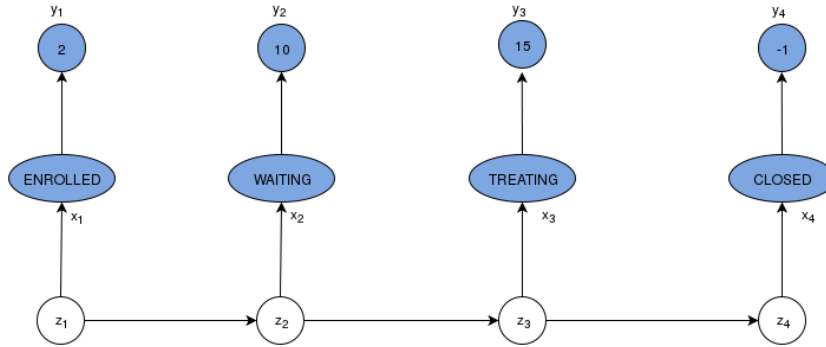 y1 y2 y3 y4
2 10 15 -1
ENROLLED WAITING TREATING CLOSED
x1 x2 x3 x4
z1 z2 z3 z4